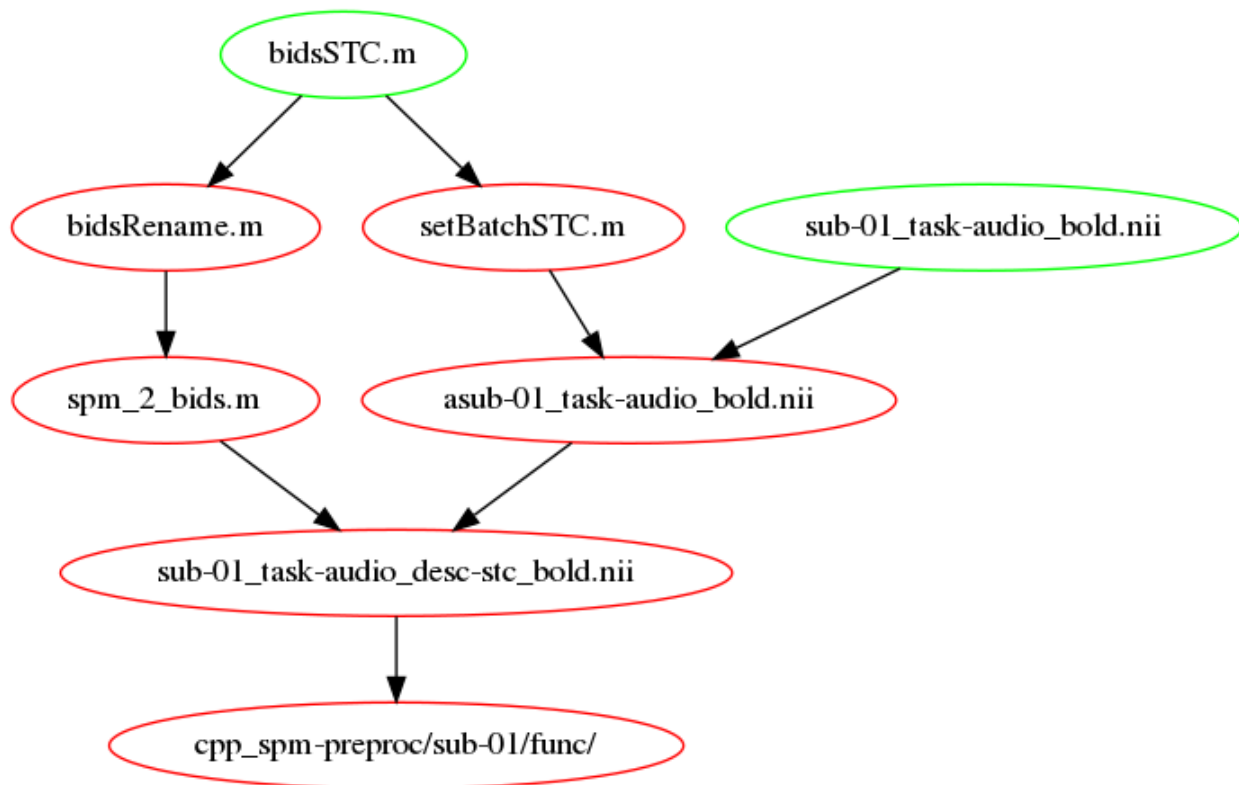 bidsSTC.m
bidsRename.m
setBatchSTC.m
sub-01_task-audio_bold.nii
spm_2_bids.m
asub-01_task-audio_bold.nii
sub-01_task-audio_desc-stc_bold.nii
cpp_spm-preproc/sub-01/func/